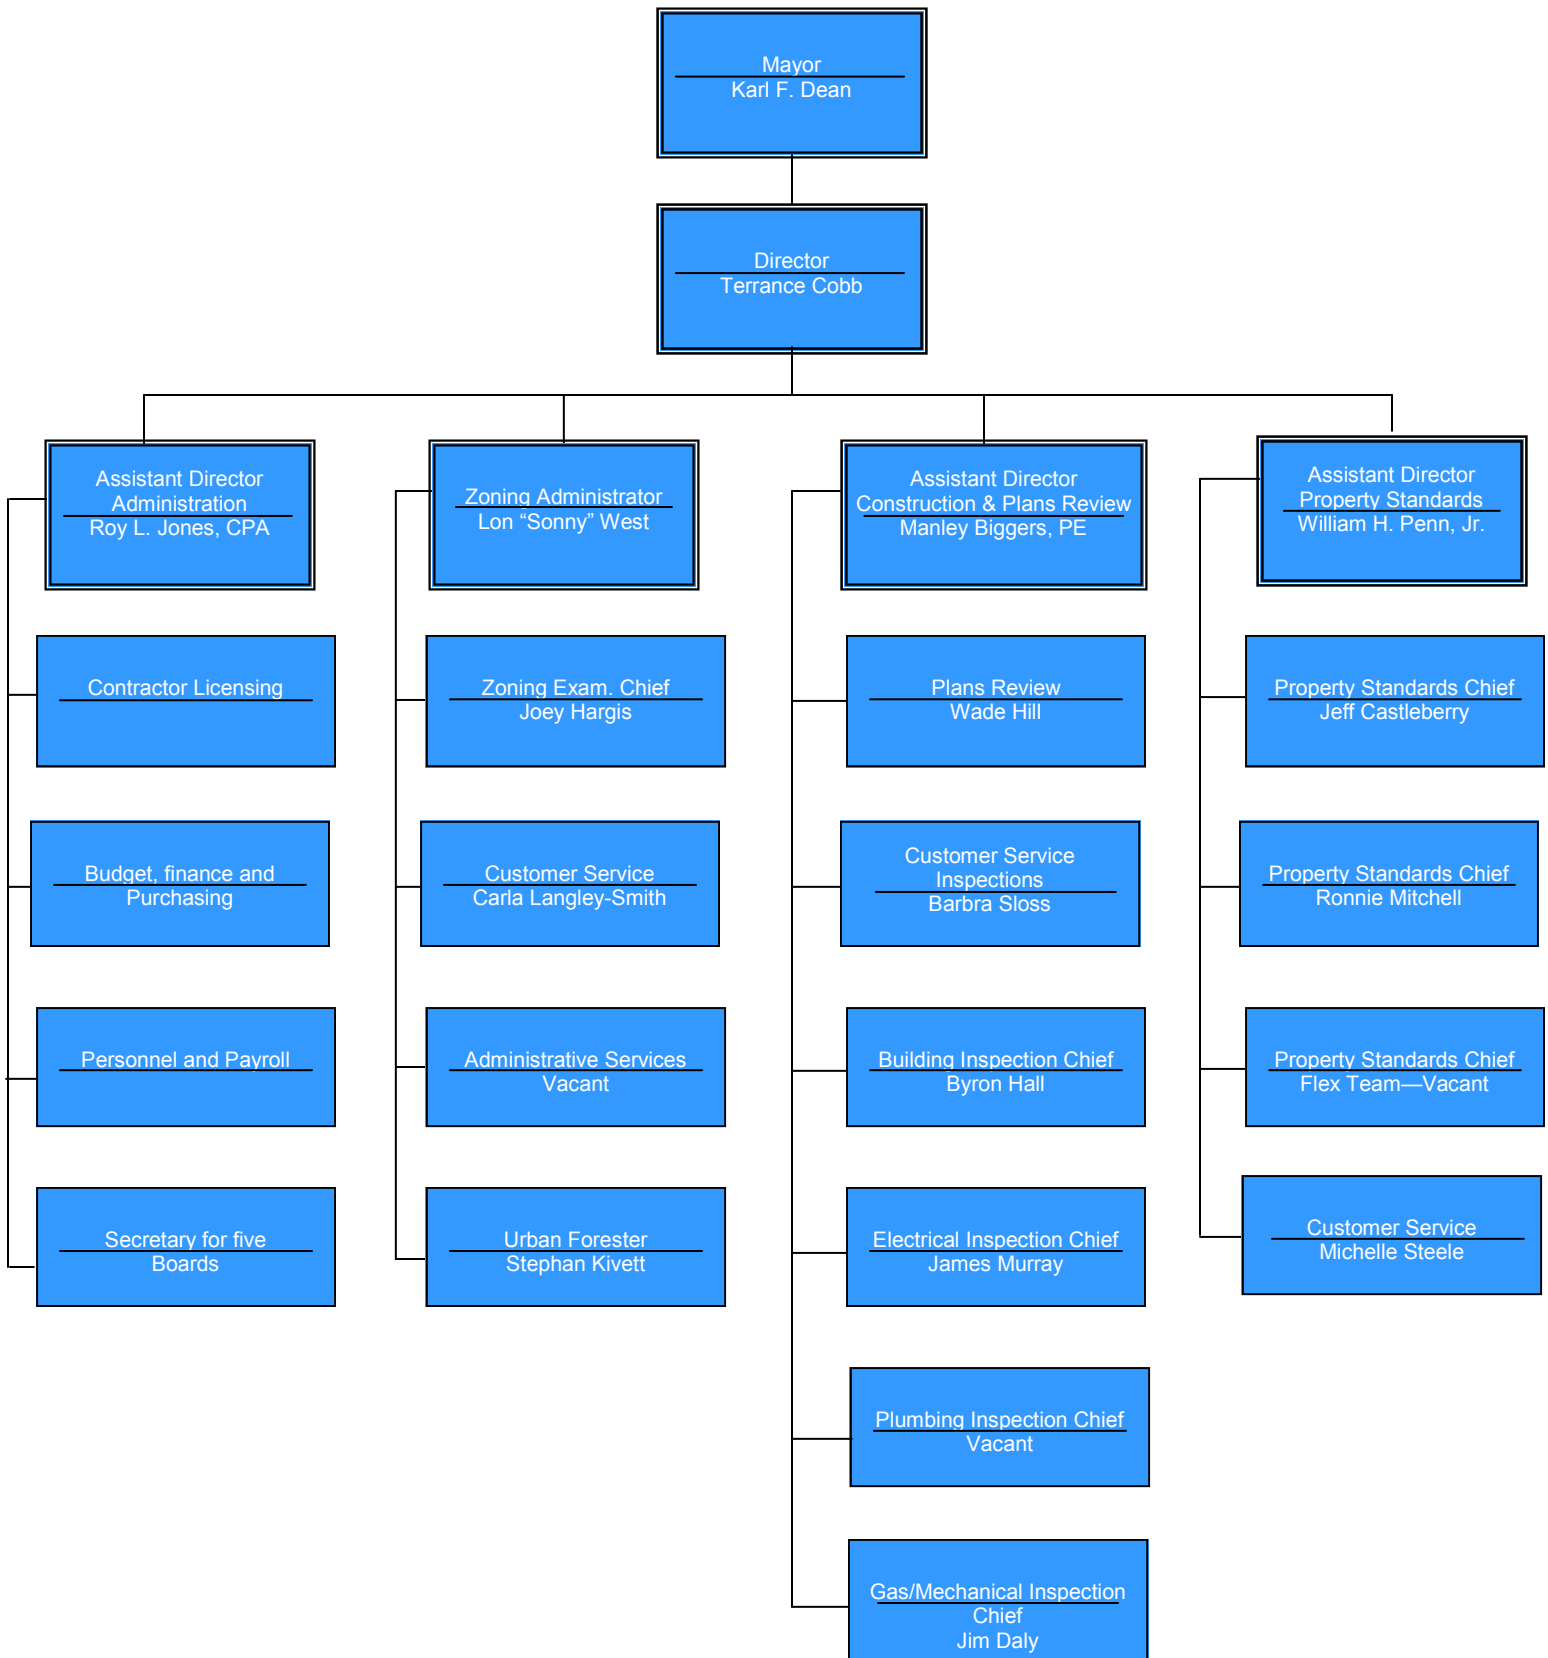 Mayor
Karl F. Dean
Director
Terrance Cobb
Assistant Director
Administration
Roy L. Jones, CPA
Zoning Administrator
Lon “Sonny” West
Assistant Director
Construction & Plans Review
Manley Biggers, PE
Assistant Director
Property Standards
William H. Penn, Jr.
Contractor Licensing
Zoning Exam. Chief
Joey Hargis
Plans Review
Wade Hill
Property Standards Chief
Jeff Castleberry
Budget, finance and
Purchasing
Customer Service
Carla Langley-Smith
Customer Service
Inspections
Barbra Sloss
Property Standards Chief
Ronnie Mitchell
Personnel and Payroll
Administrative Services
Vacant
Building Inspection Chief
Byron Hall
Property Standards Chief
Flex Team—Vacant
Secretary for five
Boards
Urban Forester
Stephan Kivett
Electrical Inspection Chief
James Murray
Customer Service
Michelle Steele
Plumbing Inspection Chief
Vacant
Gas/Mechanical Inspection
Chief
Jim Daly